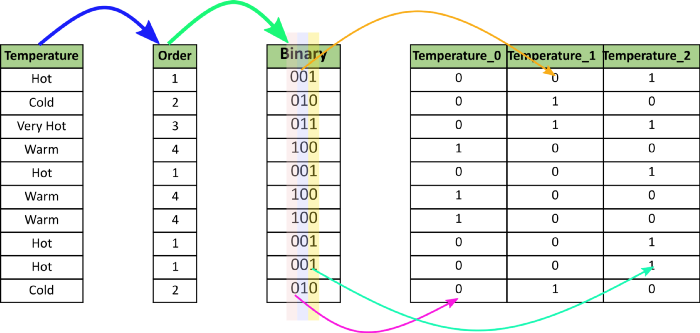 Temperature Order Binary Temperature_0 Temperature_1 Temperature_2
Hot 1 001 0 0 1
Cold 2 010 0 1 0
Very Hot 3 011 0 1 1
Warm 4 100 1 0 0
Hot 1 001 0 0 1
Warm 4 100 1 0 0
Warm 4 100 1 0 0
Hot 1 001 0 0 1
Hot 1 001 0 0 1
Cold 2 010 0 1 0